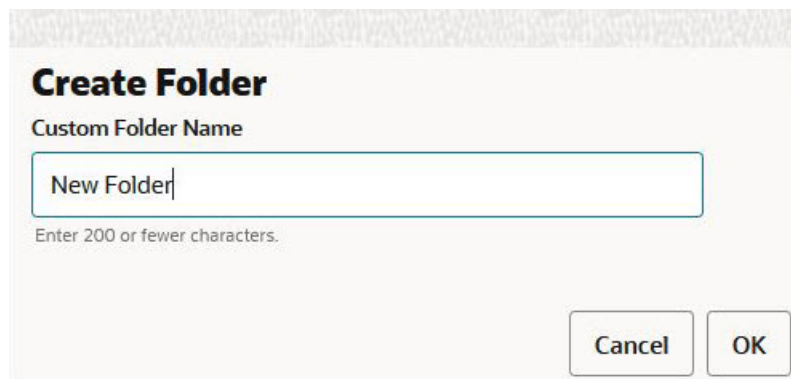 Create Folder
Custom Folder Name
New Folder
Enter 200 or fewer characters.
Cancel OK